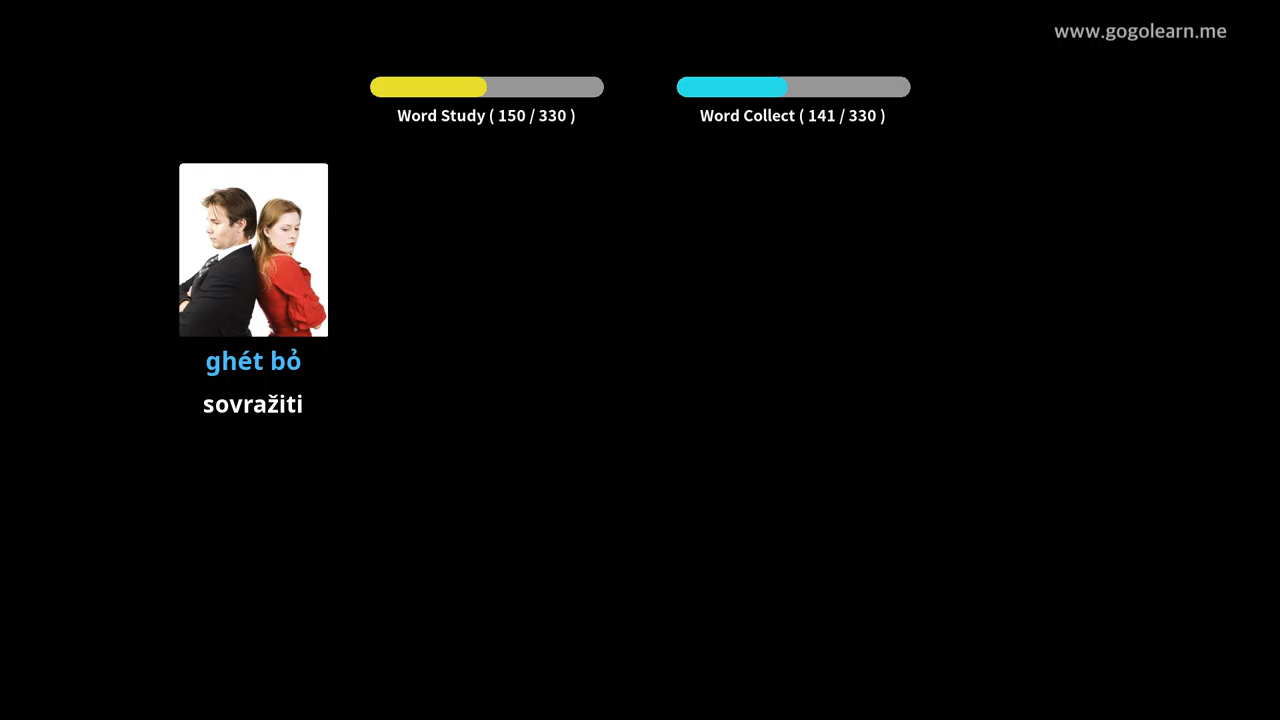 www.gogolearn.me
Word Study ( 150 / 330 )
Word Collect ( 141 / 330 )
ghét bỏ
sovražiti